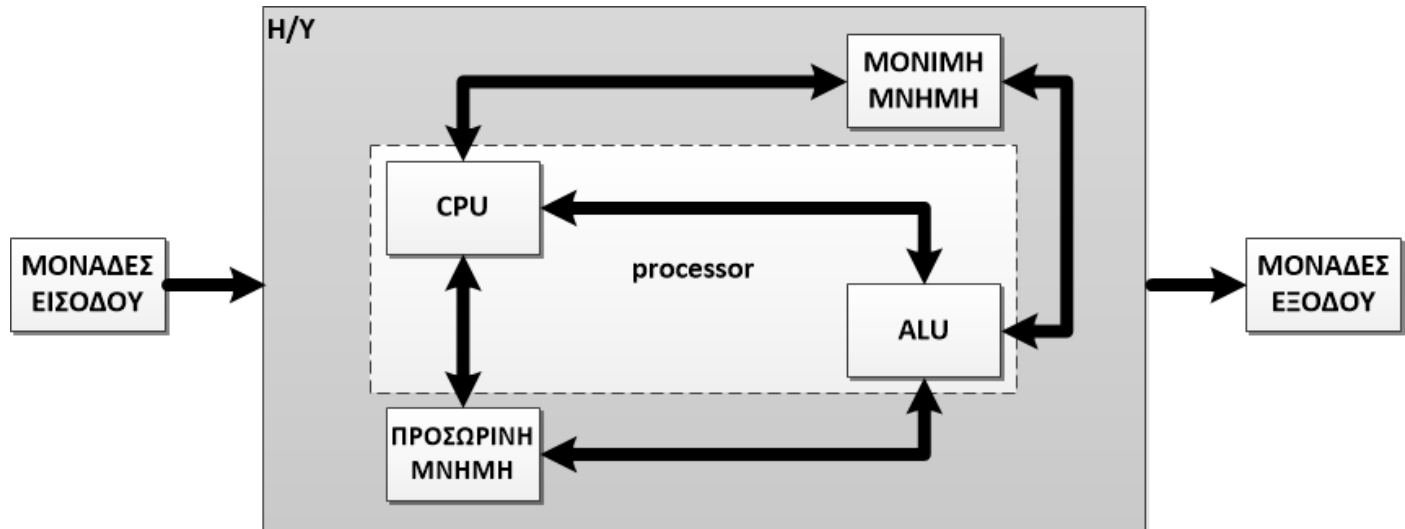 Η/Υ
ΜΟΝΙΜΗ
ΜΝΗΜΗ
CPU
processor
ΜΟΝΑΔΕΣ
ΕΙΣΟΔΟΥ
ALU
ΜΟΝΑΔΕΣ
ΕΞΟΔΟΥ
ΠΡΟΣΩΡΙΝΗ
ΜΝΗΜΗ